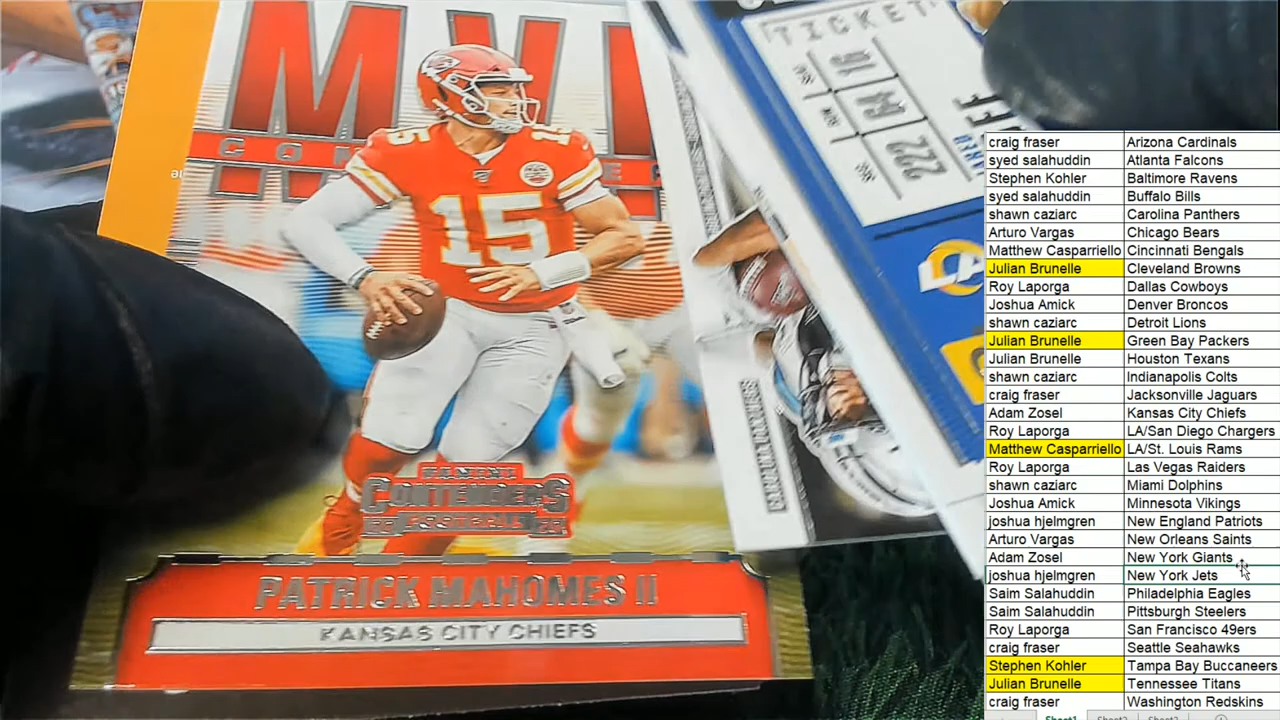 MV
TICKET
16
64
222
LA
15
15
PANINI
CONTENDERS
FOOTBALL
PATRICK MAHOMES II
KANSAS CITY CHIEFS
craig fraser Arizona Cardinals
syed salahuddin Atlanta Falcons
Stephen Kohler Baltimore Ravens
syed salahuddin Buffalo Bills
shawn caziarc Carolina Panthers
Arturo Vargas Chicago Bears
Matthew Casparriello Cincinnati Bengals
Julian Brunelle Cleveland Browns
Roy Laporga Dallas Cowboys
Joshua Amick Denver Broncos
shawn caziarc Detroit Lions
Julian Brunelle Green Bay Packers
Julian Brunelle Houston Texans
shawn caziarc Indianapolis Colts
craig fraser Jacksonville Jaguars
Adam Zosel Kansas City Chiefs
Roy Laporga LA/San Diego Chargers
Matthew Casparriello LA/St. Louis Rams
Roy Laporga Las Vegas Raiders
shawn caziarc Miami Dolphins
Joshua Amick Minnesota Vikings
joshua hjelmgren New England Patriots
Arturo Vargas New Orleans Saints
Adam Zosel New York Giants
joshua hjelmgren New York Jets
Saim Salahuddin Philadelphia Eagles
Saim Salahuddin Pittsburgh Steelers
Roy Laporga San Francisco 49ers
craig fraser Seattle Seahawks
Stephen Kohler Tampa Bay Buccaneers
Julian Brunelle Tennessee Titans
craig fraser Washington Redskins